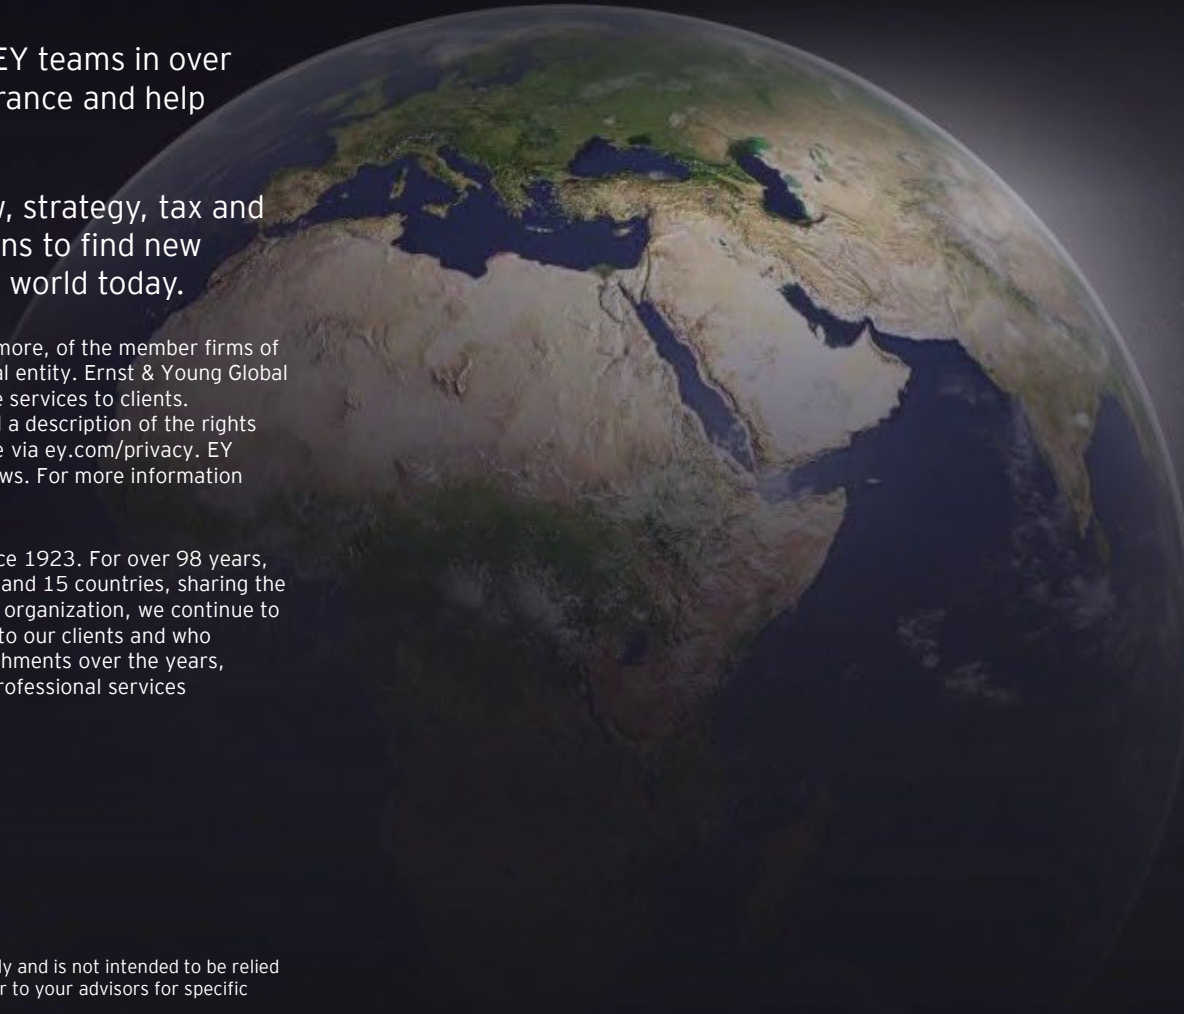 EY teams in over
rance and help
, strategy, tax and
ns to find new
world today.
more, of the member firms of
al entity. Ernst & Young Global
e services to clients.
a description of the rights
e via ey.com/privacy. EY
ws. For more information
ce 1923. For over 98 years,
and 15 countries, sharing the
organization, we continue to
to our clients and who
hments over the years,
rofessional services
ly and is not intended to be relied
r to your advisors for specific